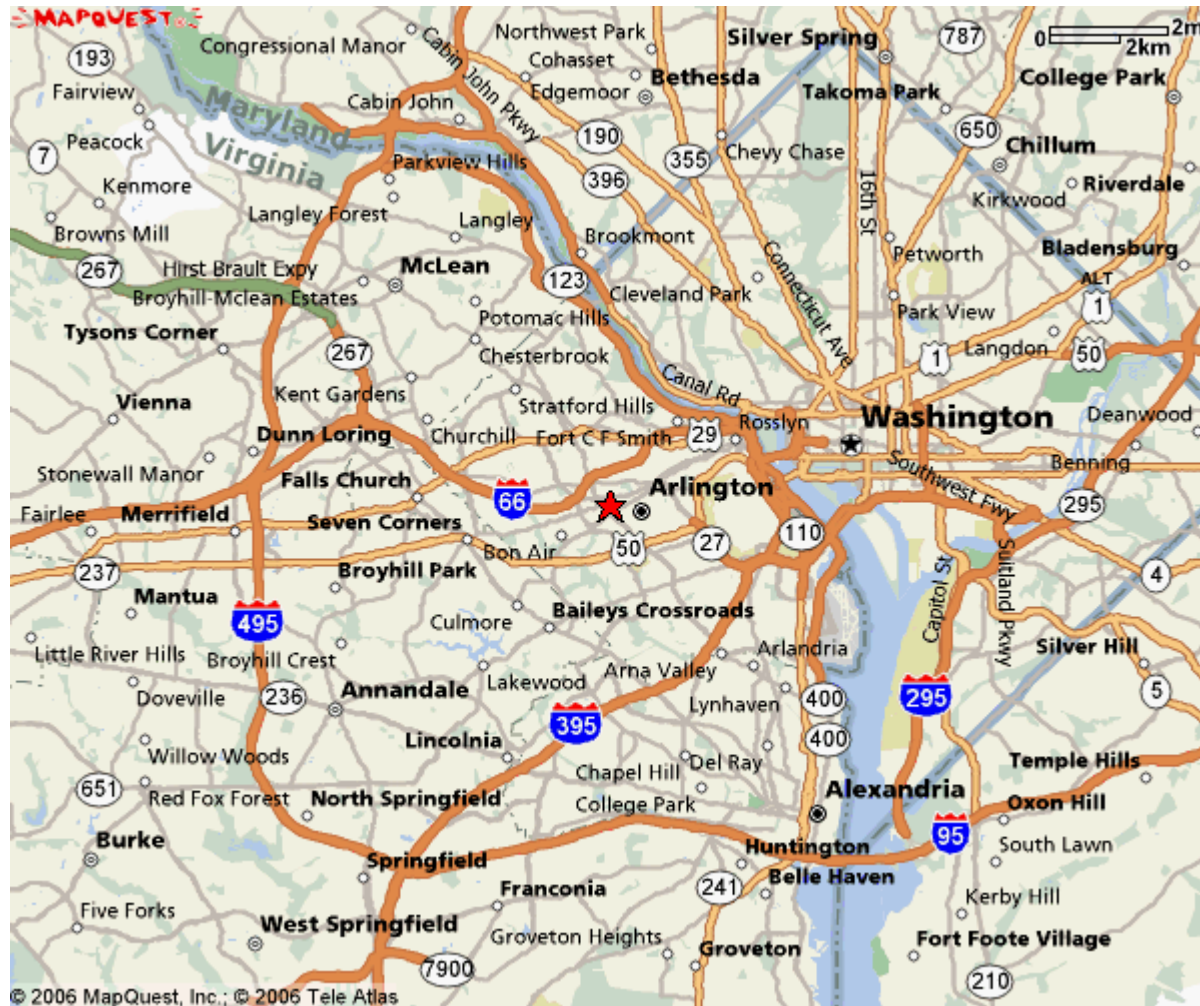 MAPQUEST
193
Congressional Manor
Cabin John Pkwy
Northwest Park
Cohasset
Silver Spring
787
0
2m
2km
Fairview
Cabin John
Edgemoor
Bethesda
Takoma Park
College Park
Maryland
Virginia
Peacock
7
190
355
396
650
Chillum
Chevy Chase
16th St
Parkview Hills
Kenmore
Riverdale
Kirkwood
Langley Forest
Langley
Browns Mill
Brookmont
Petworth
Bladensburg
267
Hirst Brault Expy
McLean
123
Connecticut Ave
ALT
1
Broyhill-Mclean Estates
Cleveland Park
Park View
Tysons Corner
Potomac Hills
267
Chesterbrook
1
Langdon
50
Kent Gardens
Canal Rd
Vienna
Stratford Hills
Rosslyn
Washington
Deanwood
Dunn Loring
Churchill
Fort C F Smith
29
Stonewall Manor
Southwest Fwy
Benning
Falls Church
66
Arlington
295
Fairlee
Merrifield
Seven Corners
Bon Air
50
27
110
237
Broyhill Park
Capitol St
Suitland Pkwy
4
Mantua
495
Culmore
Baileys Crossroads
Little River Hills
Broyhill Crest
Arna Valley
Arlandria
Silver Hill
Doveville
236
Annandale
Lakewood
Lynhaven
400
295
5
395
Lincolnia
400
Willow Woods
Chapel Hill
Del Ray
Temple Hills
651
Red Fox Forest
North Springfield
College Park
Alexandria
Oxon Hill
Burke
95
Springfield
Huntington
South Lawn
Franconia
241
Belle Haven
Kerby Hill
Five Forks
West Springfield
Groveton Heights
Groveton
Fort Foote Village
7900
210
© 2006 MapQuest, Inc.; © 2006 Tele Atlas